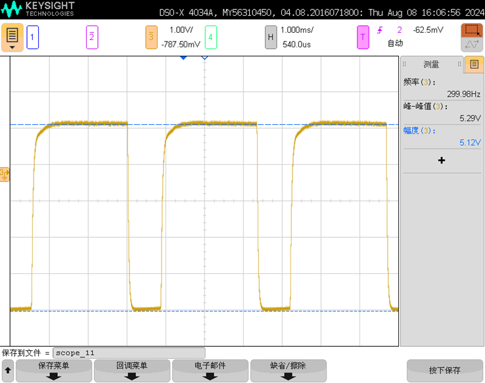 KEYSIGHT
TECHNOLOGIES
DSO-X 4034A, MY56310450, 04.08.2016071800: Thu Aug 08 16:06:56 2024
1
2
3
1.00V/
-787.50mV
4
H
1.000ms/
540.0us
T
2
-62.5mV
自动
测量
频率(3):
299.98Hz
峰-峰值(3):
5.29V
幅度(3):
5.12V
保存到文件 = scope_11
保存菜单
回调菜单
电子邮件
缺省/擦除
按下保存